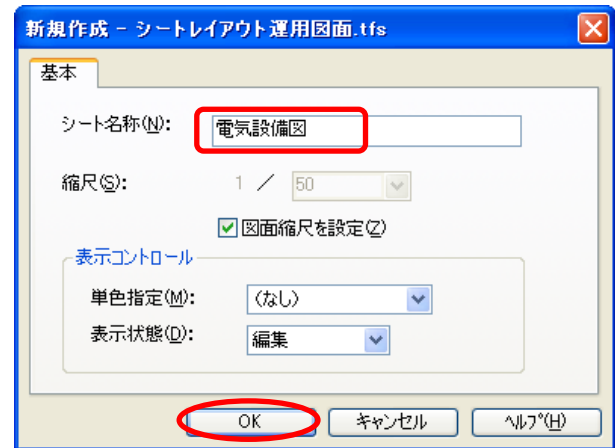 新規作成 - シートレイアウト運用図面.tfs
基本
シート名称(N): 電気設備図
縮尺(S): 1 / 50
図面縮尺を設定(Z)
表示コントロール
単色指定(M): (なし)
表示状態(D): 編集
OK キャンセル ヘルプ(H)